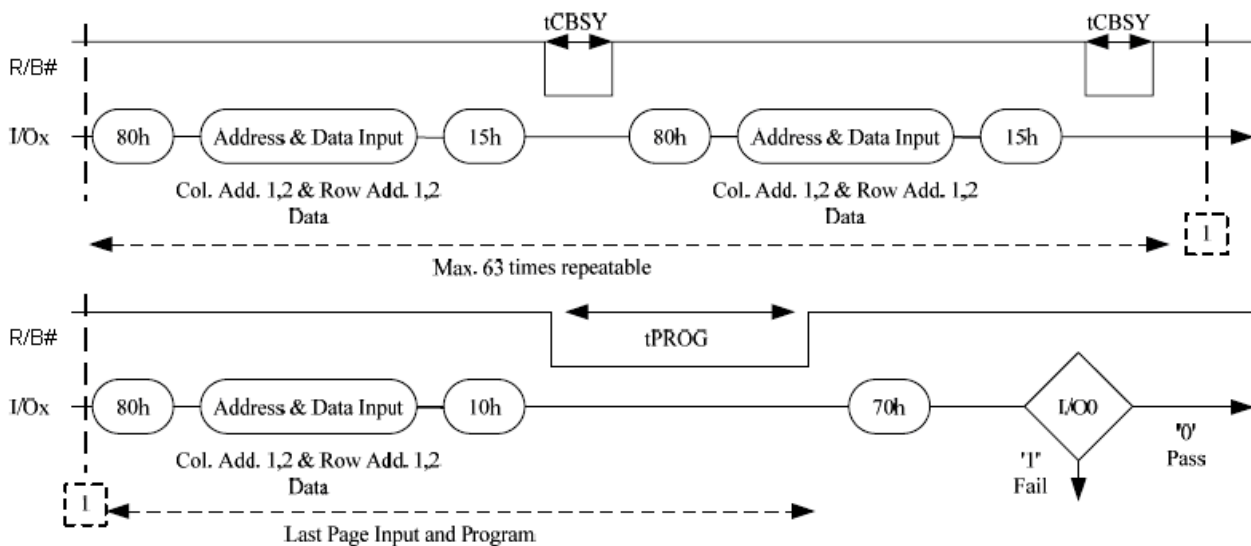 tCBSY tCBSY
R/B#
I/Ox 80h Address & Data Input 15h 80h Address & Data Input 15h
Col. Add. 1,2 & Row Add. 1,2 Col. Add. 1,2 & Row Add. 1,2
Data Data
1
Max. 63 times repeatable
R/B#
tPROG
I/Ox 80h Address & Data Input 10h 70h I/O0
'0'
Pass
Col. Add. 1,2 & Row Add. 1,2
Data
'1'
Fail
1
Last Page Input and Program